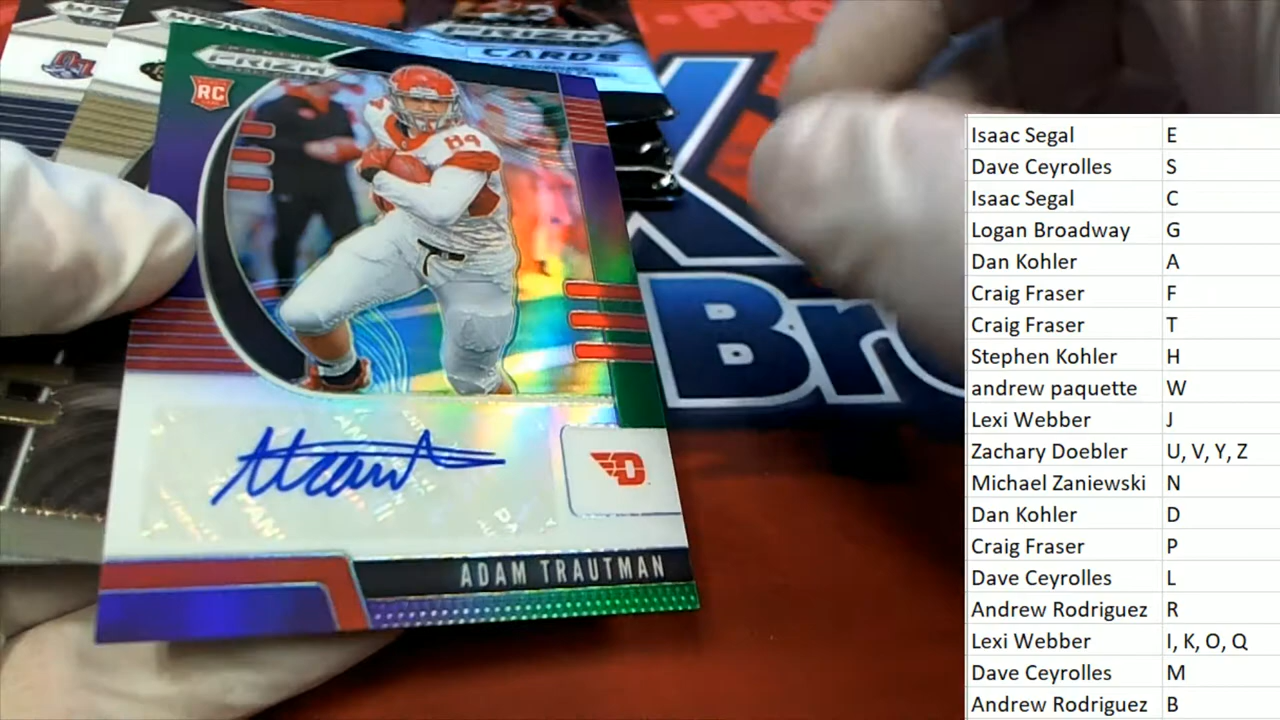 PRIZM
CARDS
PRIZM
RC
84
D
ADAM TRAUTMAN
Bro
Isaac Segal E
Dave Ceyrolles S
Isaac Segal C
Logan Broadway G
Dan Kohler A
Craig Fraser F
Craig Fraser T
Stephen Kohler H
andrew paquette W
Lexi Webber J
Zachary Doebler U, V, Y, Z
Michael Zaniewski N
Dan Kohler D
Craig Fraser P
Dave Ceyrolles L
Andrew Rodriguez R
Lexi Webber I, K, O, Q
Dave Ceyrolles M
Andrew Rodriguez B